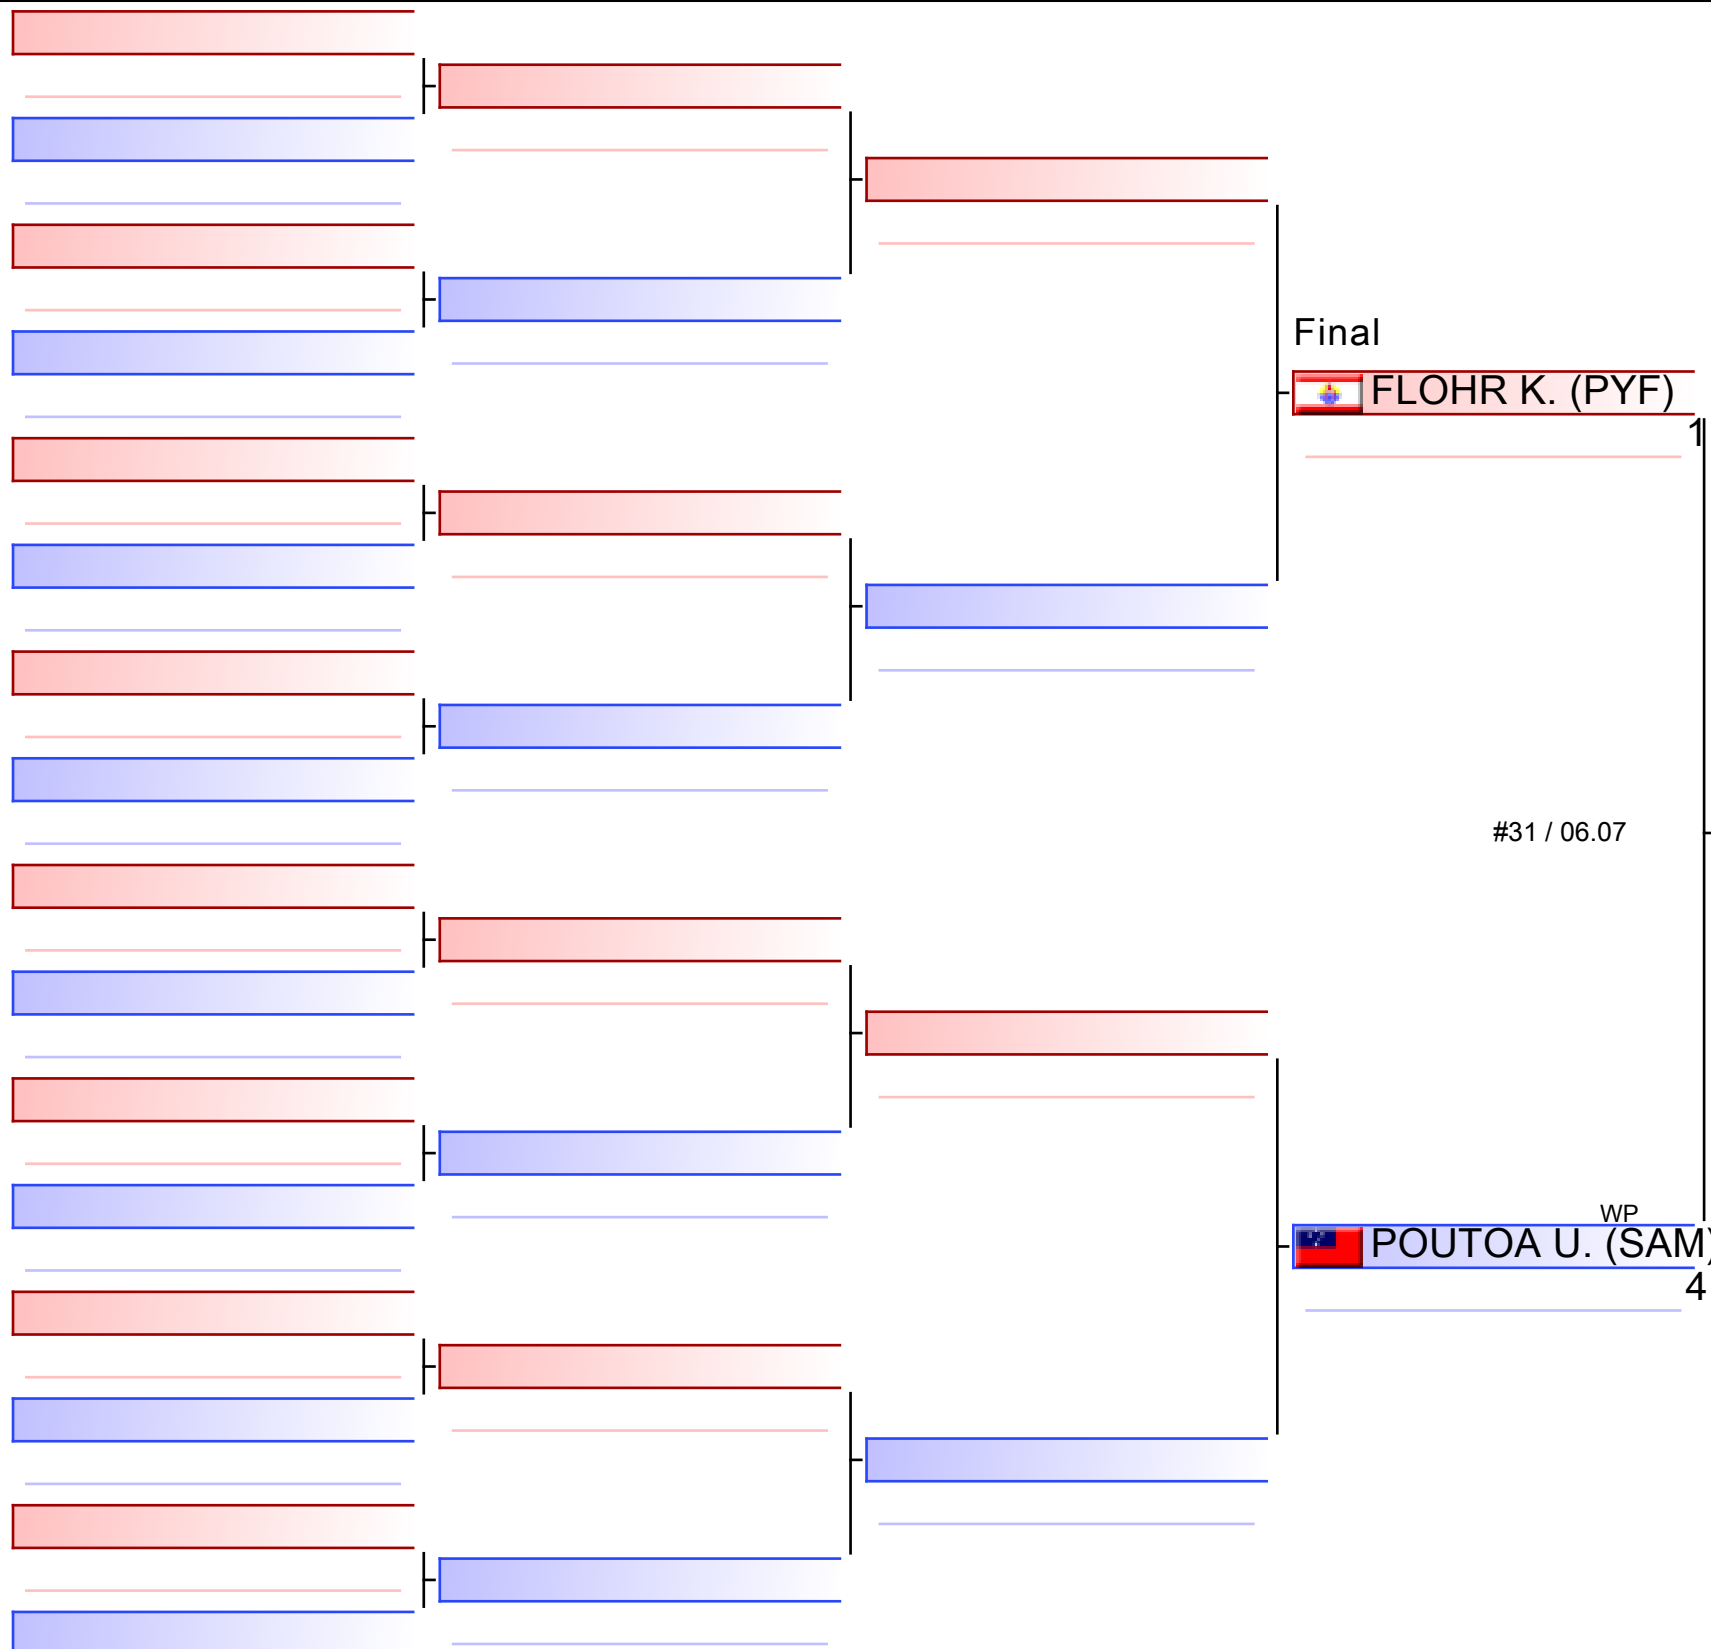 Final
FLOHR K. (PYF)
1
#31 / 06.07
WP
POUTOA U. (SAM)
4